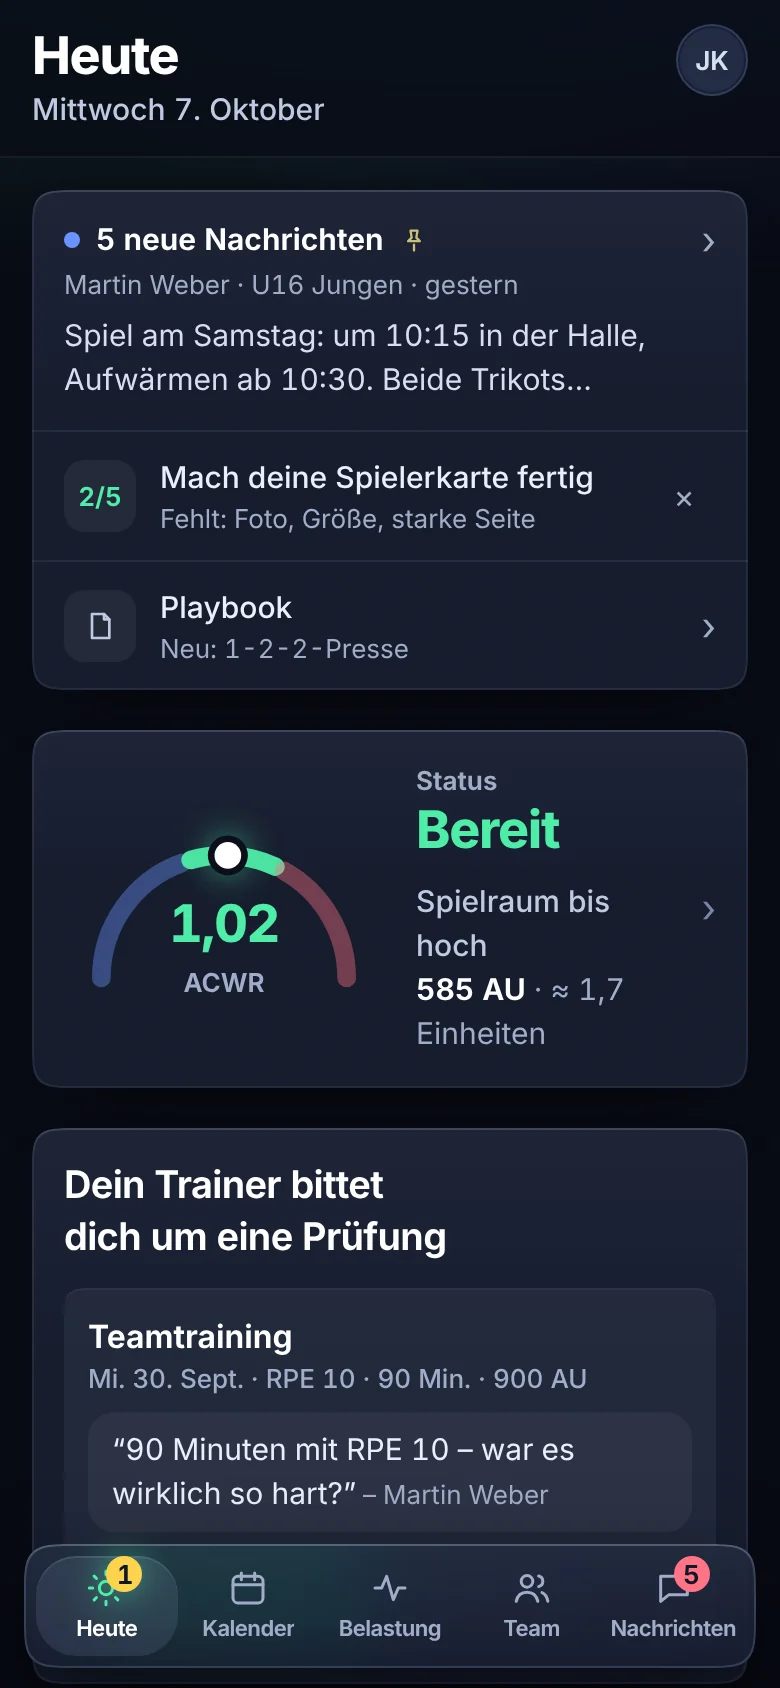 Heute
JK
Mittwoch 7. Oktober
5 neue Nachrichten
Martin Weber · U16 Jungen · gestern
Spiel am Samstag: um 10:15 in der Halle,
Aufwärmen ab 10:30. Beide Trikots...
2/5
Mach deine Spielerkarte fertig
Fehlt: Foto, Größe, starke Seite
Playbook
Neu: 1-2-2-Presse
Status
Bereit
1,02
ACWR
Spielraum bis
hoch
585 AU · ≈ 1,7
Einheiten
Dein Trainer bittet
dich um eine Prüfung
Teamtraining
Mi. 30. Sept. · RPE 10 · 90 Min. · 900 AU
“90 Minuten mit RPE 10 – war es
wirklich so hart?” – Martin Weber
1
5
Heute
Kalender
Belastung
Team
Nachrichten